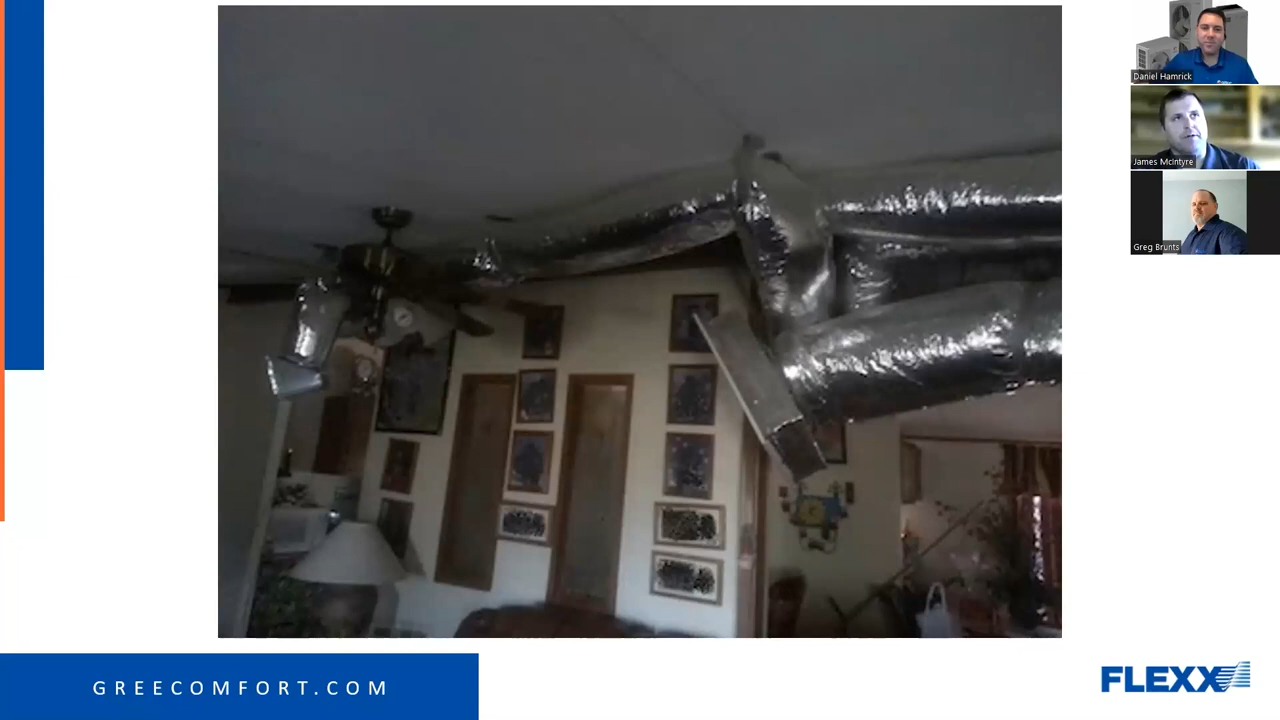 Daniel Hamrick
James McIntyre
Greg Brunts
GREECOMFORT.COM
FLEXX